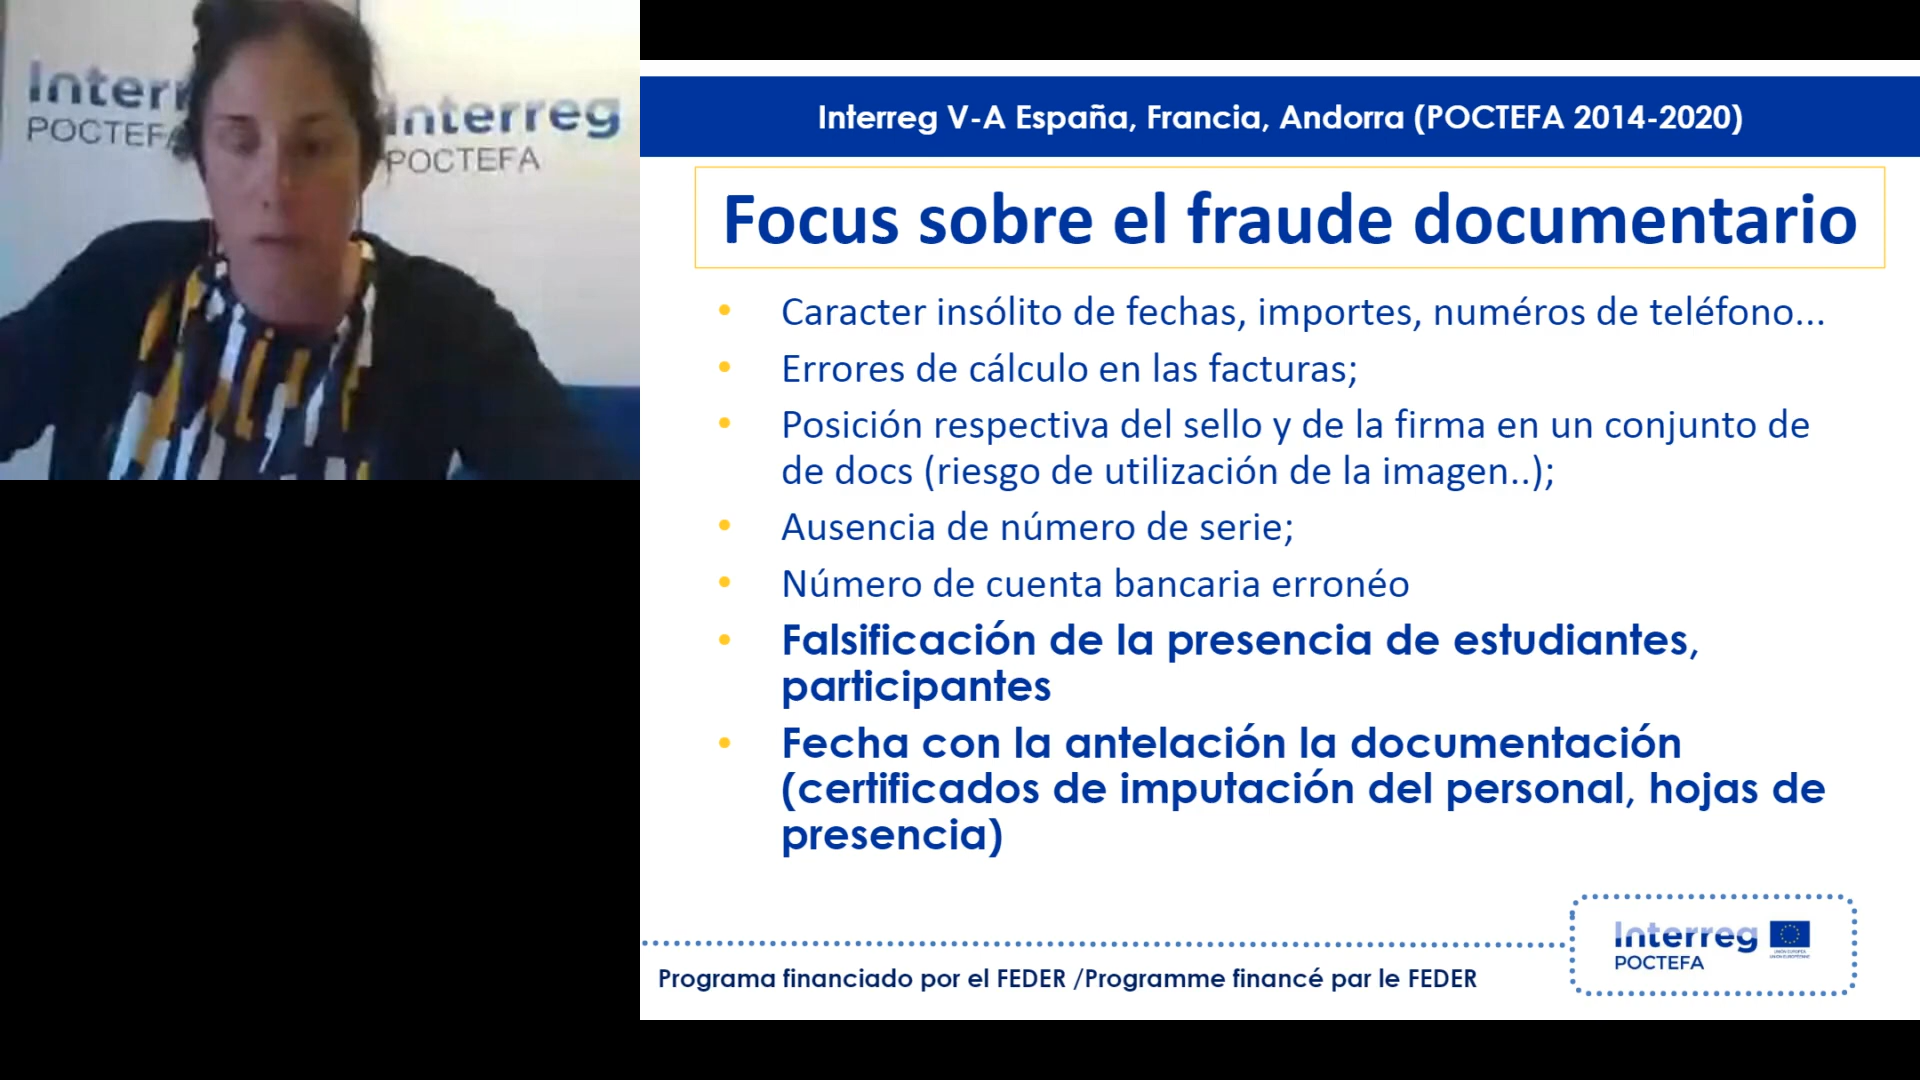 Interreg
POCTEFA
Interreg
POCTEFA
Interreg V-A España, Francia, Andorra (POCTEFA 2014-2020)
Focus sobre el fraude documentario
• Caracter insólito de fechas, importes, numéros de teléfono...
• Errores de cálculo en las facturas;
• Posición respectiva del sello y de la firma en un conjunto de
de docs (riesgo de utilización de la imagen..);
• Ausencia de número de serie;
• Número de cuenta bancaria erronéo
• Falsificación de la presencia de estudiantes,
participantes
• Fecha con la antelación la documentación
(certificados de imputación del personal, hojas de
presencia)
Interreg
POCTEFA
Programa financiado por el FEDER /Programme financé par le FEDER